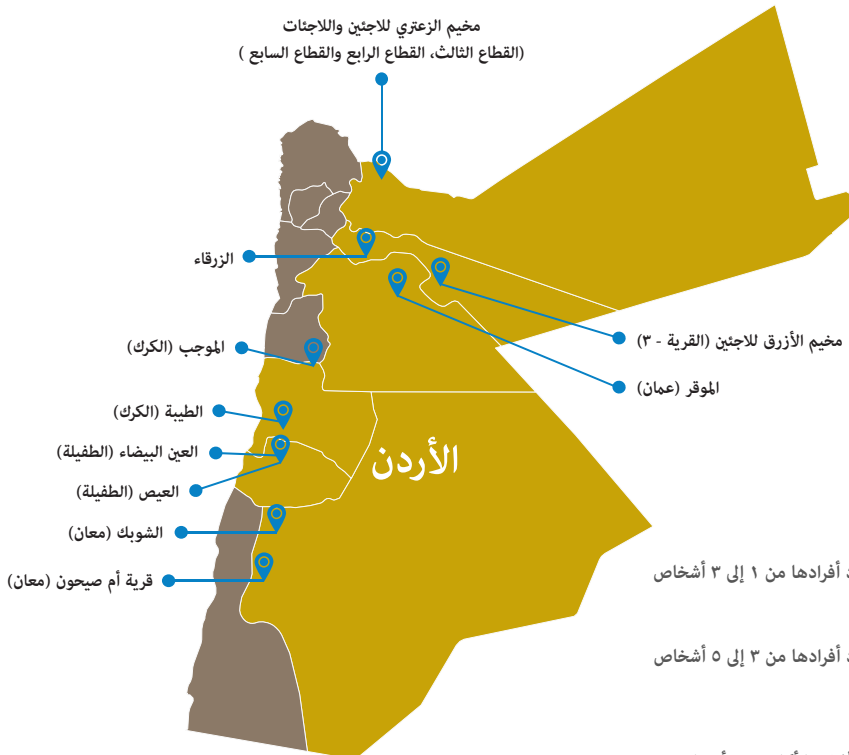 مخيم الزعتري للاجئين واللاجئات
(القطاع الثالث، القطاع الرابع والقطاع السابع )
الزرقاء
مخيم الأزرق للاجئين (القرية - ٣)
الموجب (الكرك)
الموقر (عمان)
الطيبة (الكرك)
العين البيضاء (الطفيلة)
الأردن
العيص (الطفيلة)
الشوبك (معان)
قرية أم صيحون (معان)
أفرادها من ١ إلى ٣ أشخاص
أفرادها من ٣ إلى ٥ أشخاص